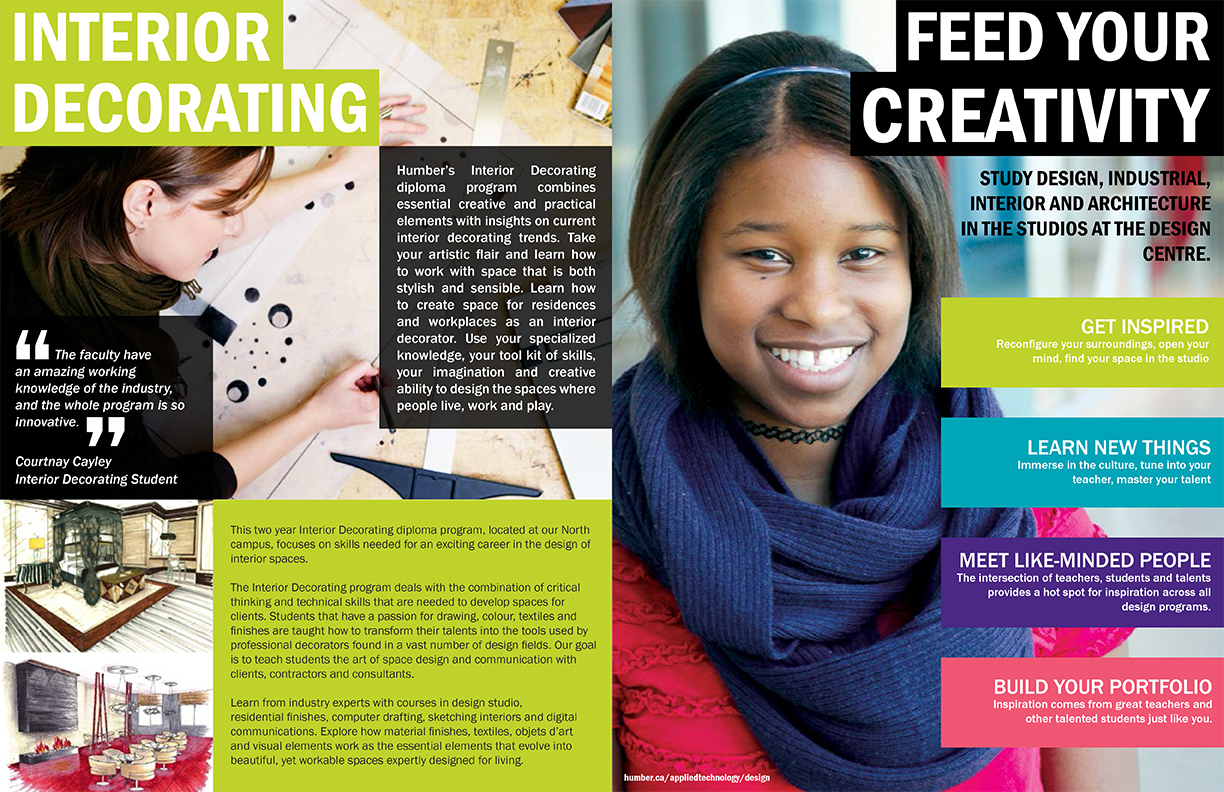 INTERIOR
DECORATING
Humber's Interior Decorating
diploma program combines
essential creative and practical
elements with insights on current
interior decorating trends. Take
your artistic flair and learn how
to work with space that is both
stylish and sensible. Learn how
to create space for residences
and workplaces as an interior
decorator. Use your specialized
knowledge, your tool kit of skills,
your imagination and creative
ability to design the spaces where
people live, work and play.
“ The faculty have
an amazing working
knowledge of the industry,
and the whole program is so
innovative. ”
Courtnay Cayley
Interior Decorating Student
This two year Interior Decorating diploma program, located at our North
campus, focuses on skills needed for an exciting career in the design of
interior spaces.
The Interior Decorating program deals with the combination of critical
thinking and technical skills that are needed to develop spaces for
clients. Students that have a passion for drawing, colour, textiles and
finishes are taught how to transform their talents into the tools used by
professional decorators found in a vast number of design fields. Our goal
is to teach students the art of space design and communication with
clients, contractors and consultants.
Learn from industry experts with courses in design studio,
residential finishes, computer drafting, sketching interiors and digital
communications. Explore how material finishes, textiles, objets d'art
and visual elements work as the essential elements that evolve into
beautiful, yet workable spaces expertly designed for living.
FEED YOUR
CREATIVITY
STUDY DESIGN, INDUSTRIAL,
INTERIOR AND ARCHITECTURE
IN THE STUDIOS AT THE DESIGN
CENTRE.
GET INSPIRED
Reconfigure your surroundings, open your
mind, find your space in the studio
LEARN NEW THINGS
Immerse in the culture, tune into your
teacher, master your talent
MEET LIKE-MINDED PEOPLE
The intersection of teachers, students and talents
provides a hot spot for inspiration across all
design programs.
BUILD YOUR PORTFOLIO
Inspiration comes from great teachers and
other talented students just like you.
humber.ca/appliedtechnology/design